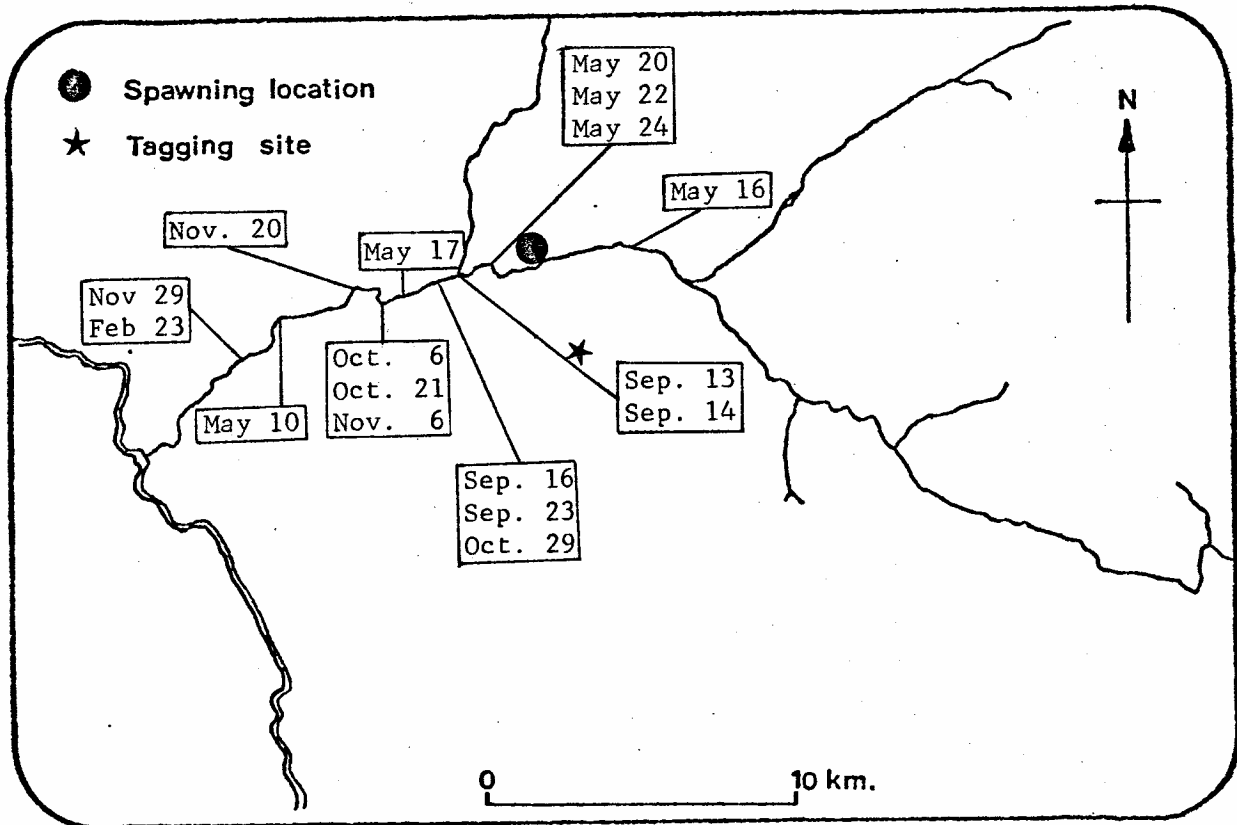 Spawning location
Tagging site
May 20
May 22
May 24
N
May 16
Nov. 20
May 17
Nov 29
Feb 23
Oct. 6
Oct. 21
Nov. 6
Sep. 13
Sep. 14
May 10
Sep. 16
Sep. 23
Oct. 29
0 10 km.